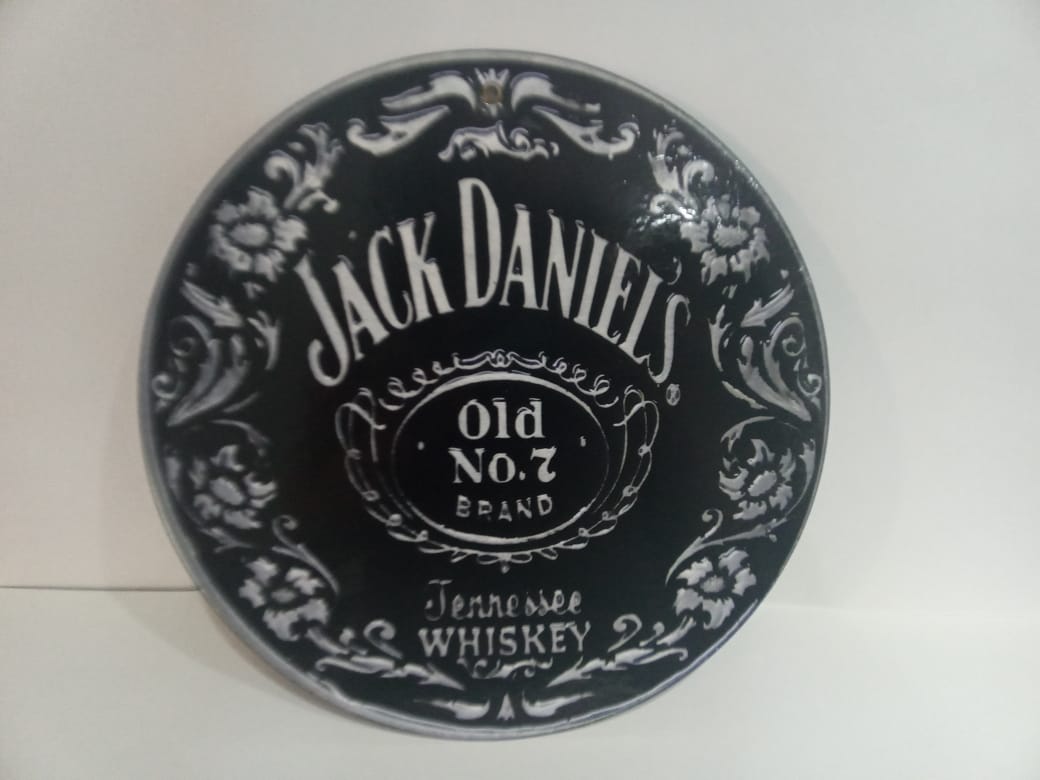 JACK DANIEL'S
®
Old
No.7
BRAND
Tennessee
WHISKEY